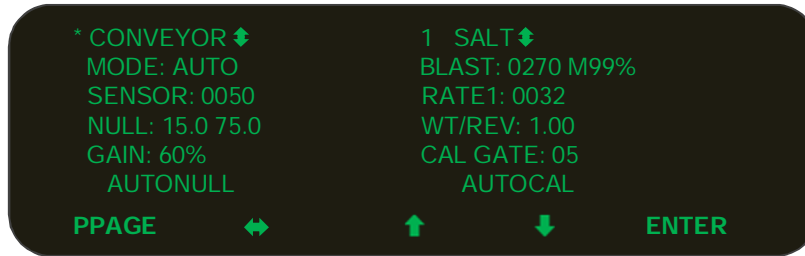 * CONVEYOR ⬍ 1 SALT ⬍
MODE: AUTO BLAST: 0270 M99%
SENSOR: 0050 RATE1: 0032
NULL: 15.0 75.0 WT/REV: 1.00
GAIN: 60% CAL GATE: 05
AUTONULL AUTOCAL
PPAGE ⬌ ⬆ ⬇ ENTER